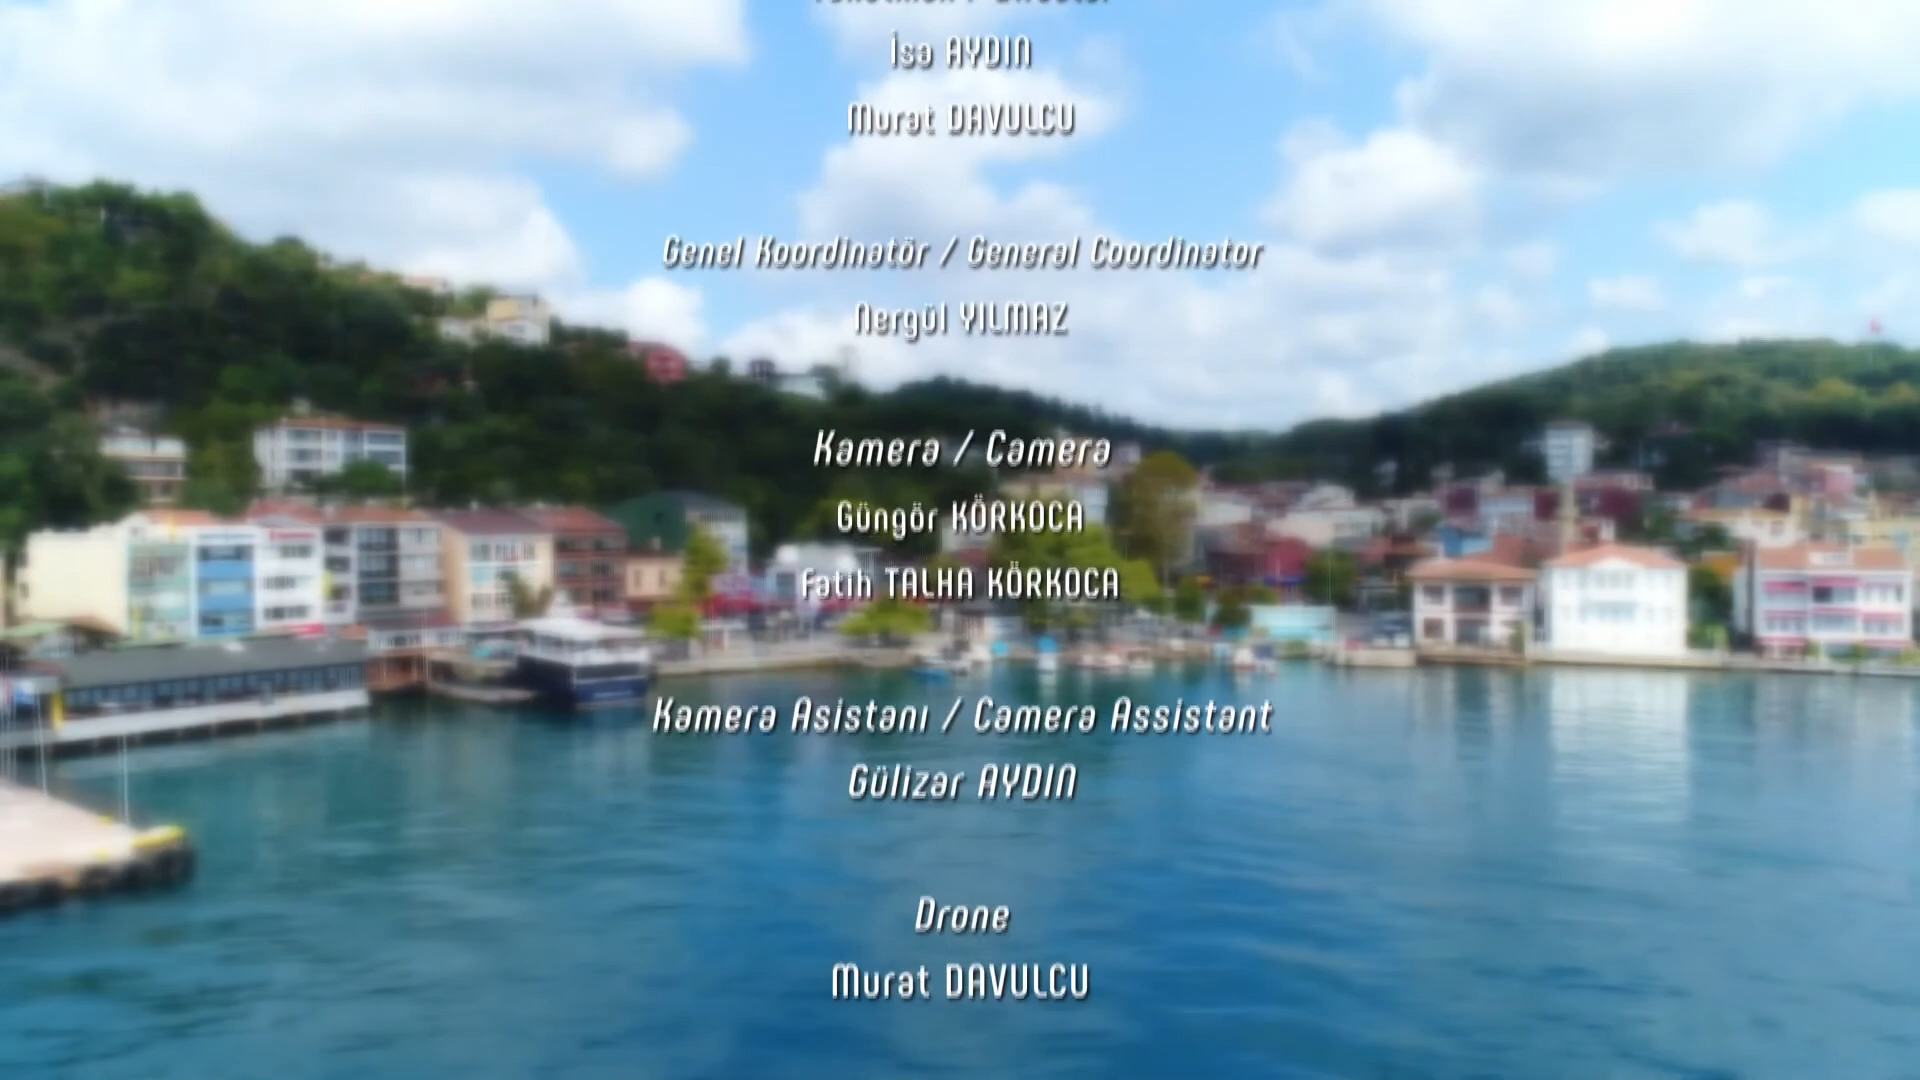 İsa AYDIN
Murat DAVULCU
Genel Koordinatör / General Coordinator
Nergül YILMAZ
Kamera / Camera
Güngör KÖRKOCA
Fatih TALHA KÖRKOCA
Kamera Asistanı / Camera Assistant
Gülizar AYDIN
Drone
Murat DAVULCU